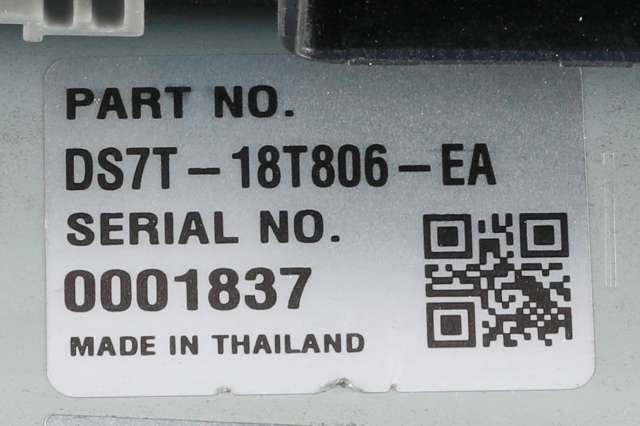 PART NO.
DS7T-18T806-EA
SERIAL NO.
0001837
MADE IN THAILAND